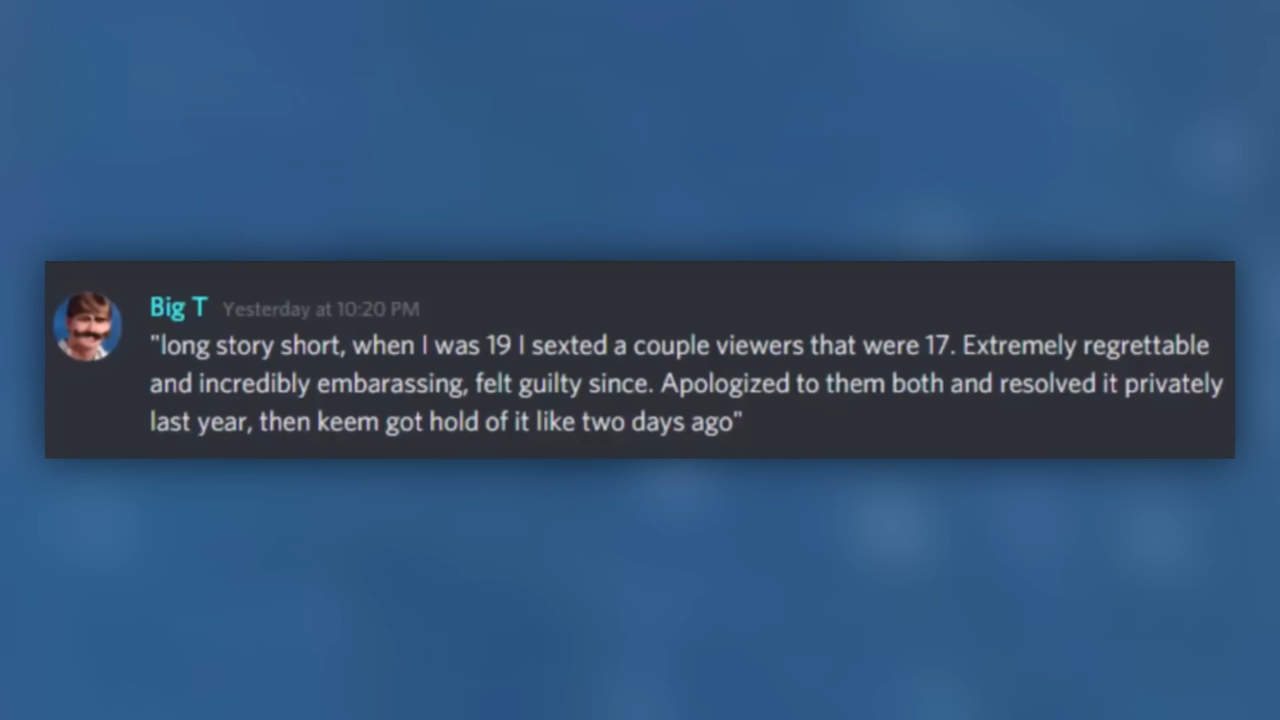 Big T Yesterday at 10:20 PM
"long story short, when I was 19 I sexted a couple viewers that were 17. Extremely regrettable
and incredibly embarassing, felt guilty since. Apologized to them both and resolved it privately
last year, then keem got hold of it like two days ago"